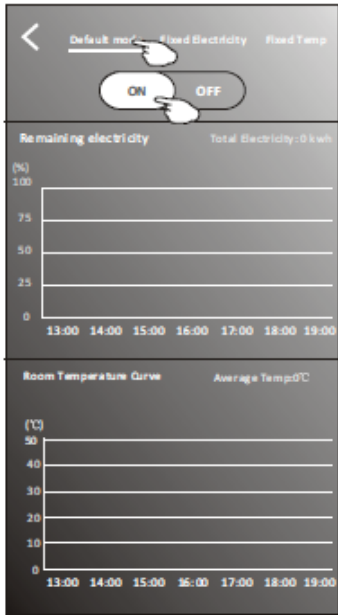 Default mod Fixed Electricity Fixed Temp
ON OFF
Remaining electricity Total Electricity: 0 kwh
(%)
100
75
50
25
0
13:00 14:00 15:00 16:00 17:00 18:00 19:00
Room Temperature Curve Average Temp:0℃
(℃)
50
40
30
20
10
0
13:00 14:00 15:00 16:00 17:00 18:00 19:00